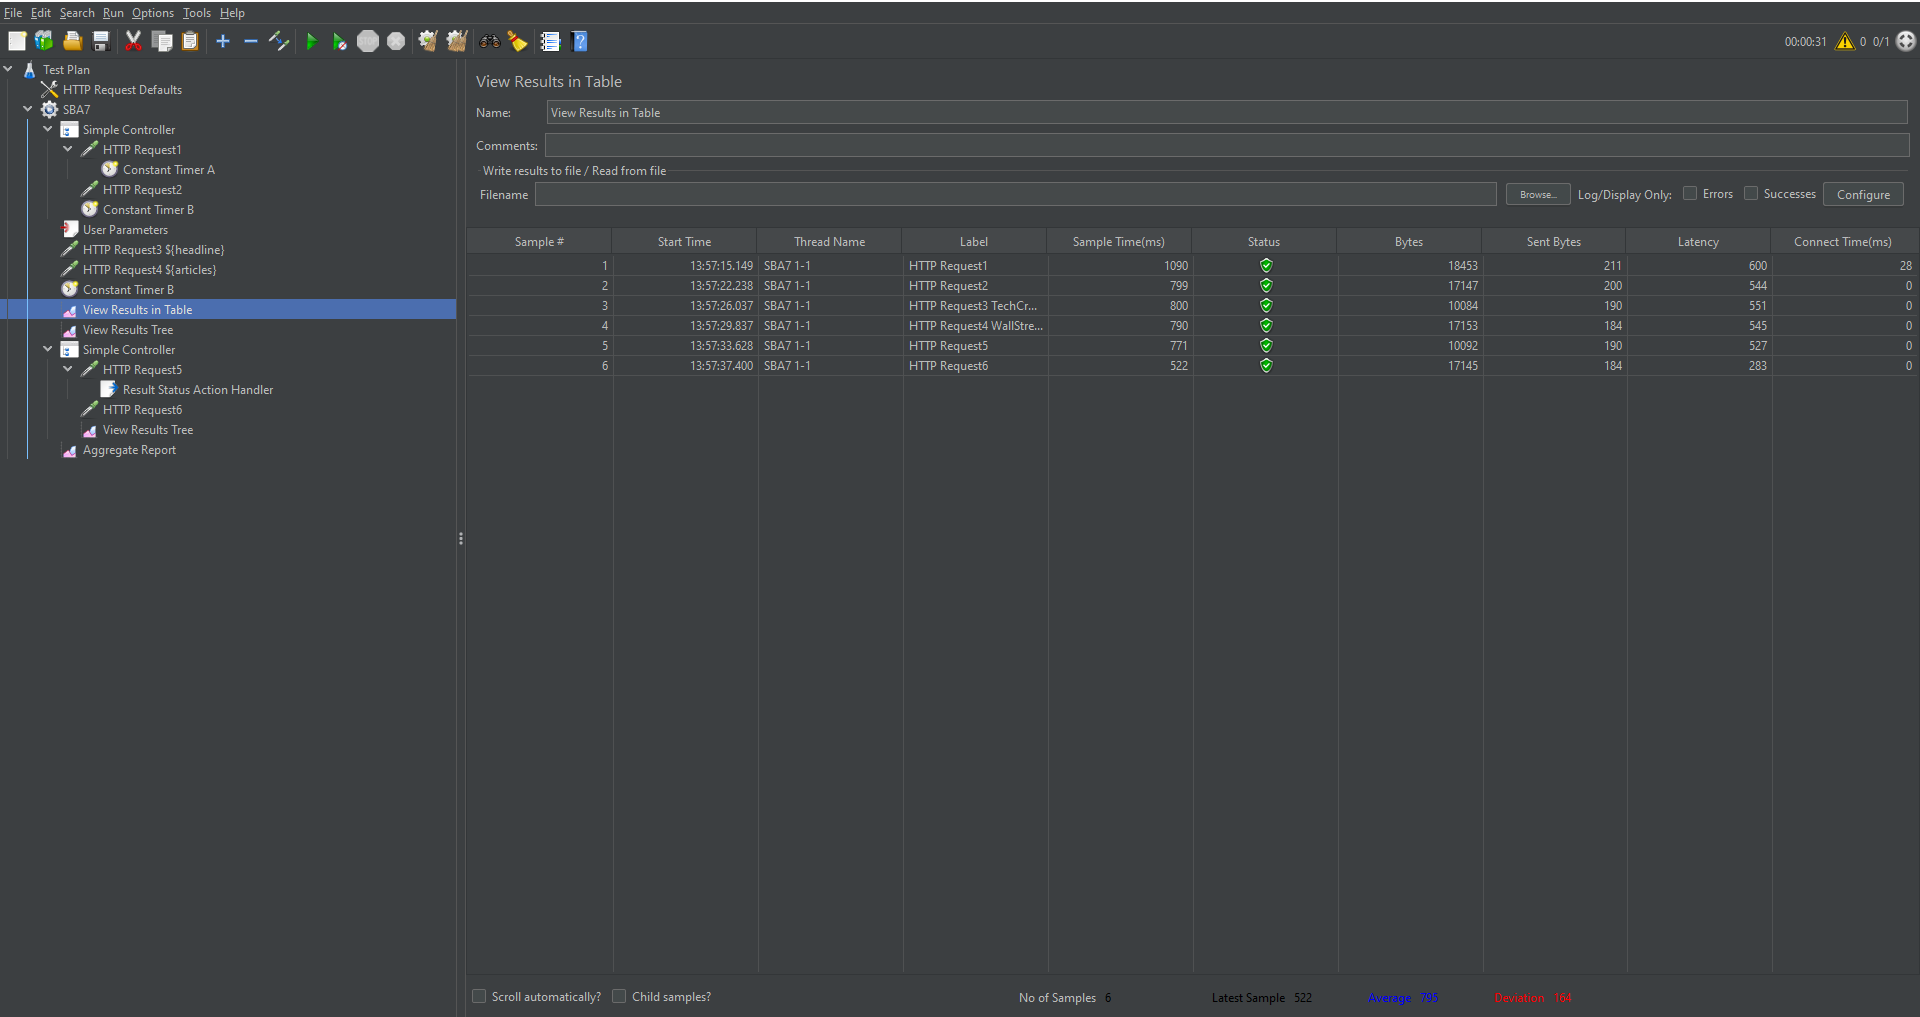 File Edit Search Run Options Tools Help
00:00:31 0 0/1
Test Plan
HTTP Request Defaults
SBA7
Simple Controller
HTTP Request1
Constant Timer A
HTTP Request2
Constant Timer B
User Parameters
HTTP Request3 ${headline}
HTTP Request4 ${articles}
Constant Timer B
View Results in Table
View Results Tree
Simple Controller
HTTP Request5
Result Status Action Handler
HTTP Request6
View Results Tree
Aggregate Report
View Results in Table
Name: View Results in Table
Comments:
Write results to file / Read from file
Filename Browse... Log/Display Only: Errors Successes Configure
Sample # Start Time Thread Name Label Sample Time(ms) Status Bytes Sent Bytes Latency Connect Time(ms)
1 13:57:15.149 SBA7 1-1 HTTP Request1 1090 18453 211 600 28
2 13:57:22.238 SBA7 1-1 HTTP Request2 799 17147 200 544 0
3 13:57:26.037 SBA7 1-1 HTTP Request3 TechCr... 800 10084 190 551 0
4 13:57:29.837 SBA7 1-1 HTTP Request4 WallStre... 790 17153 184 545 0
5 13:57:33.628 SBA7 1-1 HTTP Request5 771 10092 190 527 0
6 13:57:37.400 SBA7 1-1 HTTP Request6 522 17145 184 283 0
Scroll automatically? Child samples? No of Samples 6 Latest Sample 522 Average 795 Deviation 164